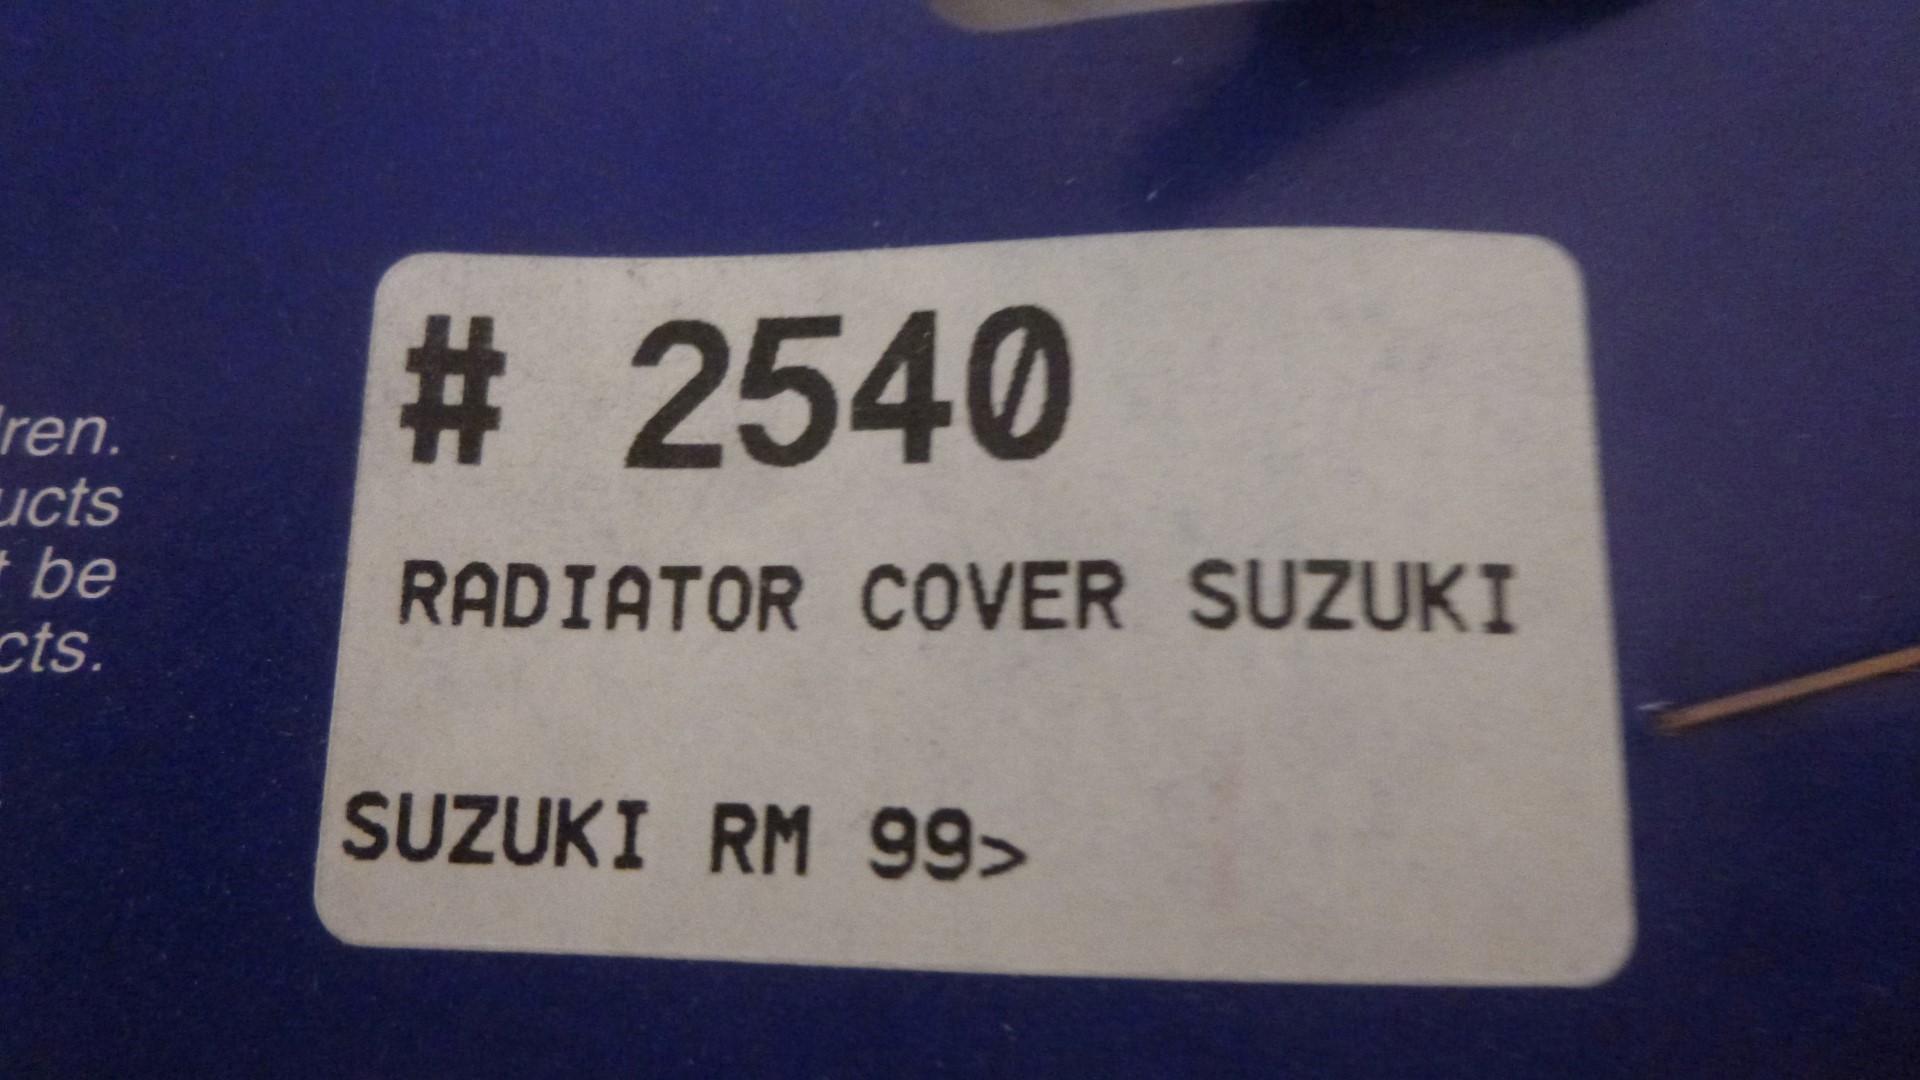 # 2540
RADIATOR COVER SUZUKI
SUZUKI RM 99>
ren.
ucts
be
cts.